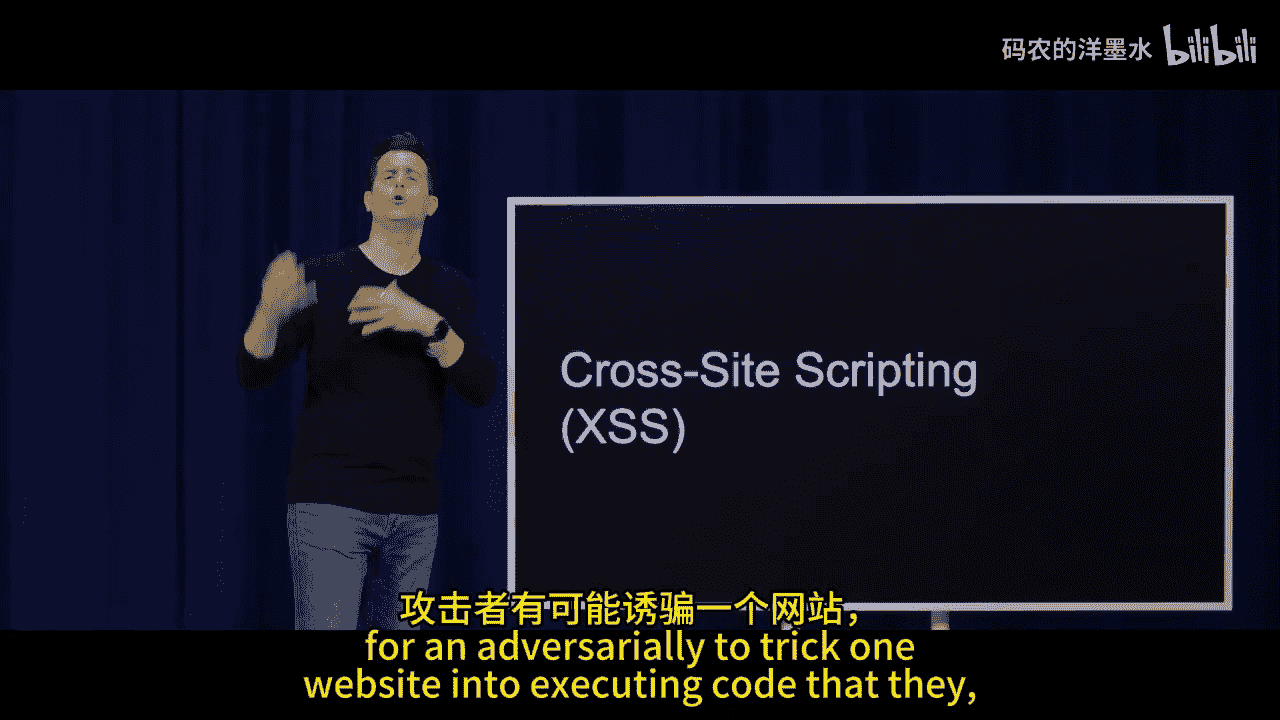 码农的洋墨水 bilibili
Cross-Site Scripting
(XSS)
攻击者有可能诱骗一个网站，
for an adversarially to trick one
website into executing code that they,